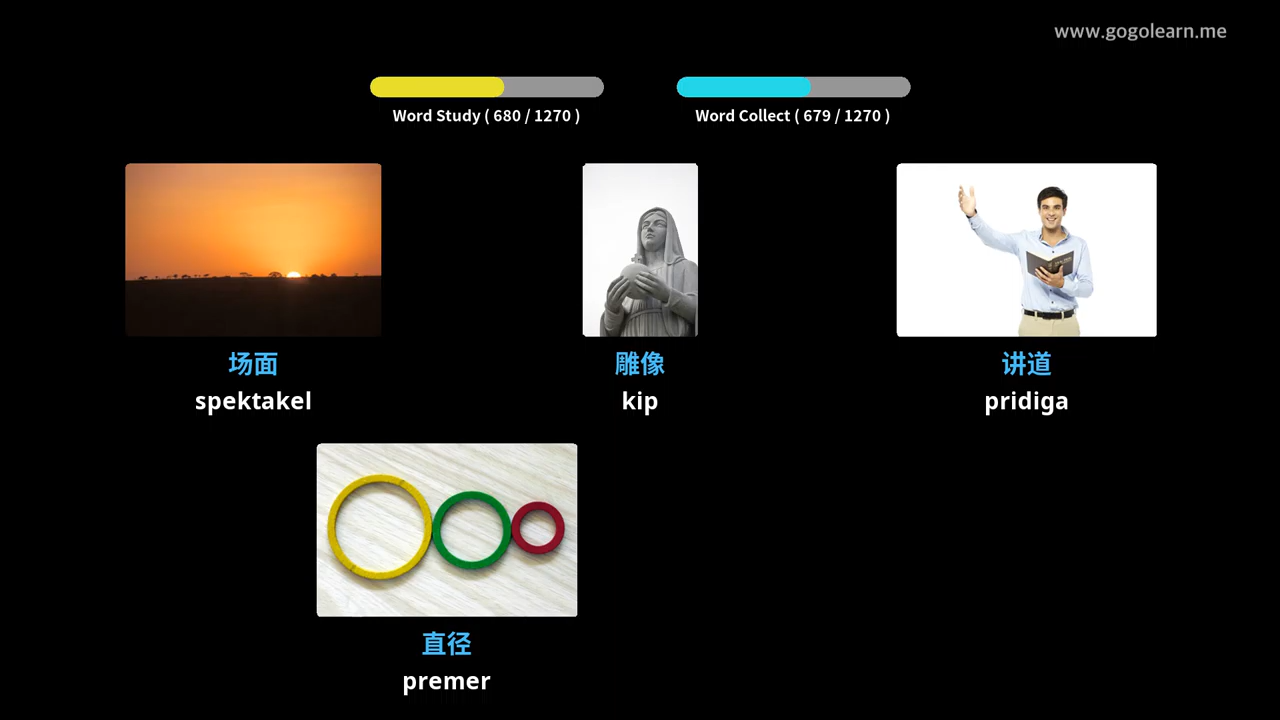 www.gogolearn.me
Word Study ( 680 / 1270 )
Word Collect ( 679 / 1270 )
场面
spektakel
雕像
kip
讲道
pridiga
直径
premer